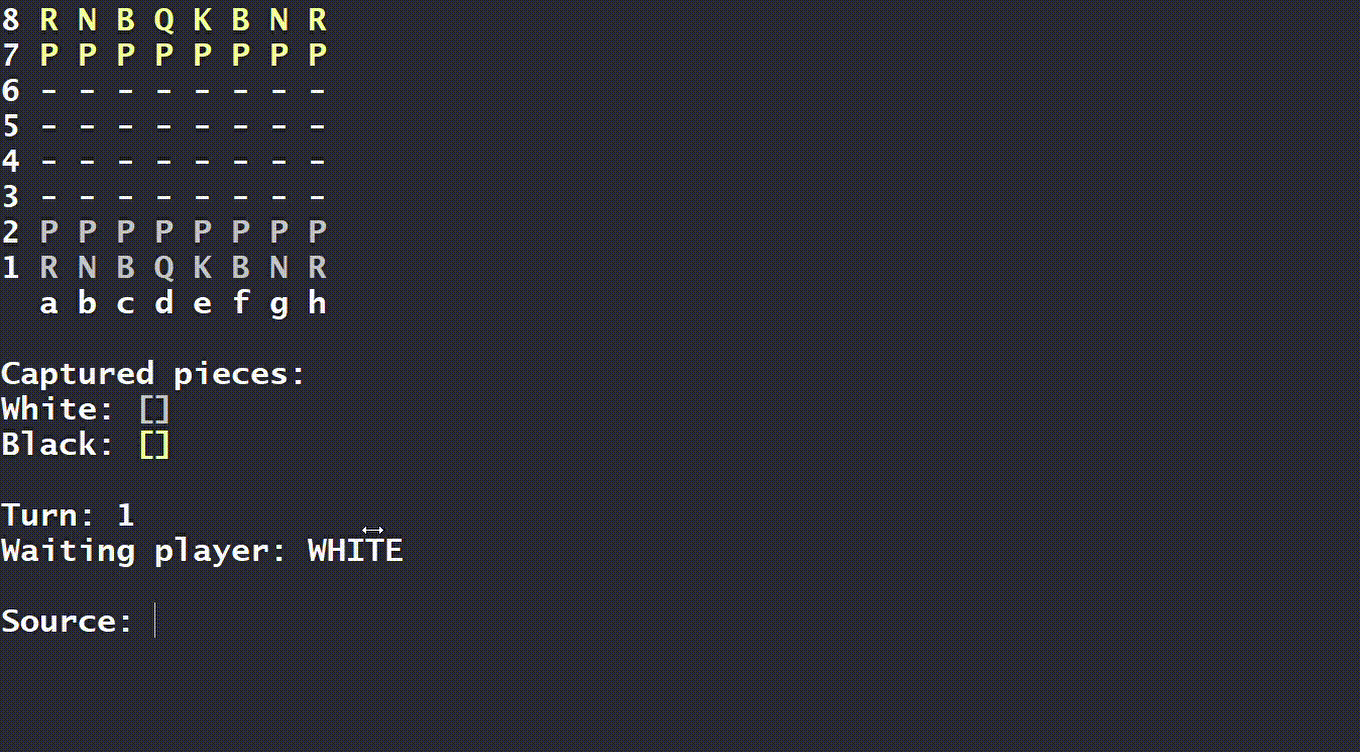 8 R N B Q K B N R
7 P P P P P P P P
6 - - - - - - - -
5 - - - - - - - -
4 - - - - - - - -
3 - - - - - - - -
2 P P P P P P P P
1 R N B Q K B N R
a b c d e f g h
Captured pieces:
White: []
Black: []
Turn: 1
Waiting player: WHITE
Source: